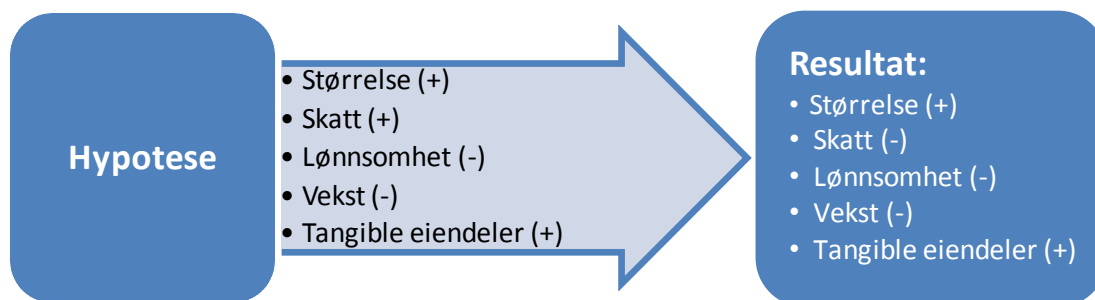 Hypotese
• Størrelse (+)
• Skatt (+)
• Lønnsomhet (-)
• Vekst (-)
• Tangible eiendeler (+)
Resultat:
• Størrelse (+)
• Skatt (-)
• Lønnsomhet (-)
• Vekst (-)
• Tangible eiendeler (+)